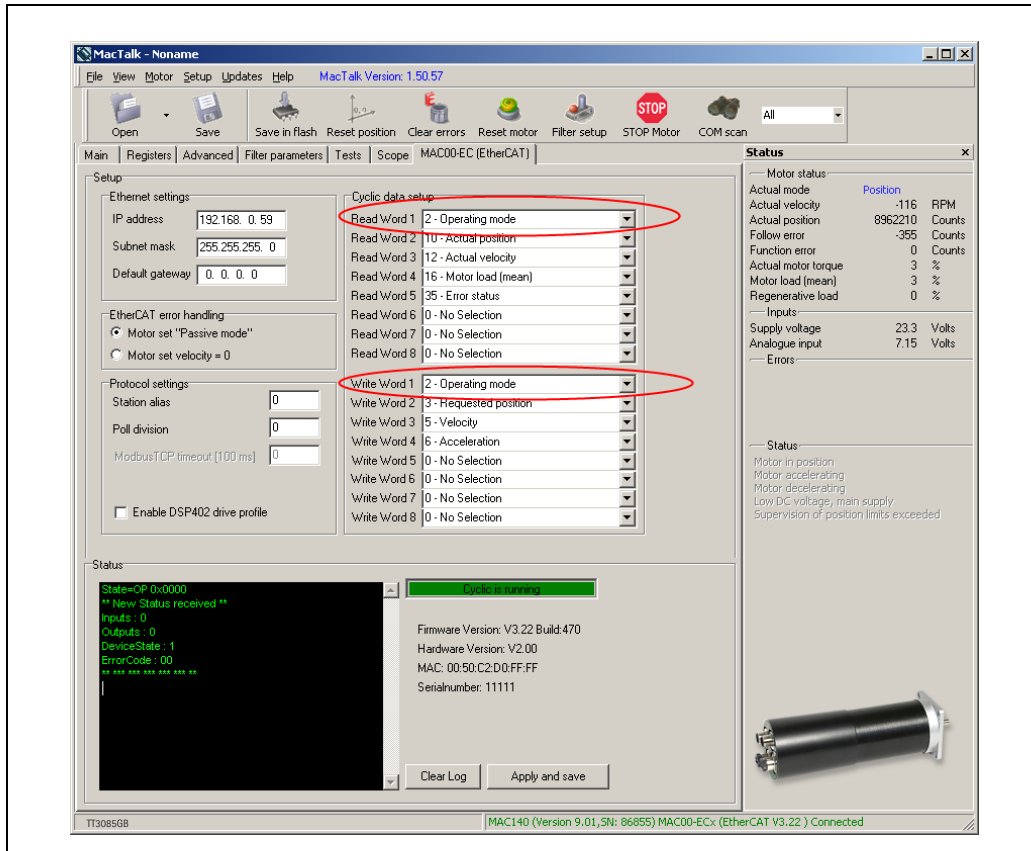 MacTalk - Noname
File View Motor Setup Updates Help MacTalk Version: 1.50.57
Open Save Save in flash Reset position Clear errors Reset motor Filter setup STOP Motor COM scan All
STOP
Main Registers Advanced Filter parameters Tests Scope MAC00-EC (EtherCAT)
Setup
Ethernet settings
IP address 192.168. 0. 59
Subnet mask 255.255.255. 0
Default gateway 0. 0. 0. 0
EtherCAT error handling
Motor set "Passive mode"
Motor set velocity = 0
Protocol settings
Station alias 0
Poll division 0
ModbusTCP timeout [100 ms] 0
Enable DSP402 drive profile
Cyclic data setup
Read Word 1 2 - Operating mode
Read Word 2 10 - Actual position
Read Word 3 12 - Actual velocity
Read Word 4 16 - Motor load (mean)
Read Word 5 35 - Error status
Read Word 6 0 - No Selection
Read Word 7 0 - No Selection
Read Word 8 0 - No Selection
Write Word 1 2 - Operating mode
Write Word 2 3 - Requested position
Write Word 3 5 - Velocity
Write Word 4 6 - Acceleration
Write Word 5 0 - No Selection
Write Word 6 0 - No Selection
Write Word 7 0 - No Selection
Write Word 8 0 - No Selection
Status
State=OP 0x0000
** New Status received **
Inputs : 0
Outputs : 0
DeviceState : 1
ErrorCode : 00
** *** *** *** *** *** **
Cyclic is running
Firmware Version: V3.22 Build:470
Hardware Version: V2.00
MAC: 00:50:C2:D0:FF:FF
Serialnumber: 11111
Clear Log Apply and save
Status x
Motor status
Actual mode Position
Actual velocity -116 RPM
Actual position 8962210 Counts
Follow error -355 Counts
Function error 0 Counts
Actual motor torque 3 %
Motor load (mean) 3 %
Regenerative load 0 %
Inputs
Supply voltage 23.3 Volts
Analogue input 7.15 Volts
Errors
Status
Motor in position
Motor accelerating
Motor decelerating
Low DC voltage, main supply
Supervision of position limits exceeded
TT3085GB
MAC140 (Version 9.01,SN: 86855) MAC00-ECx (EtherCAT V3.22 ) Connected